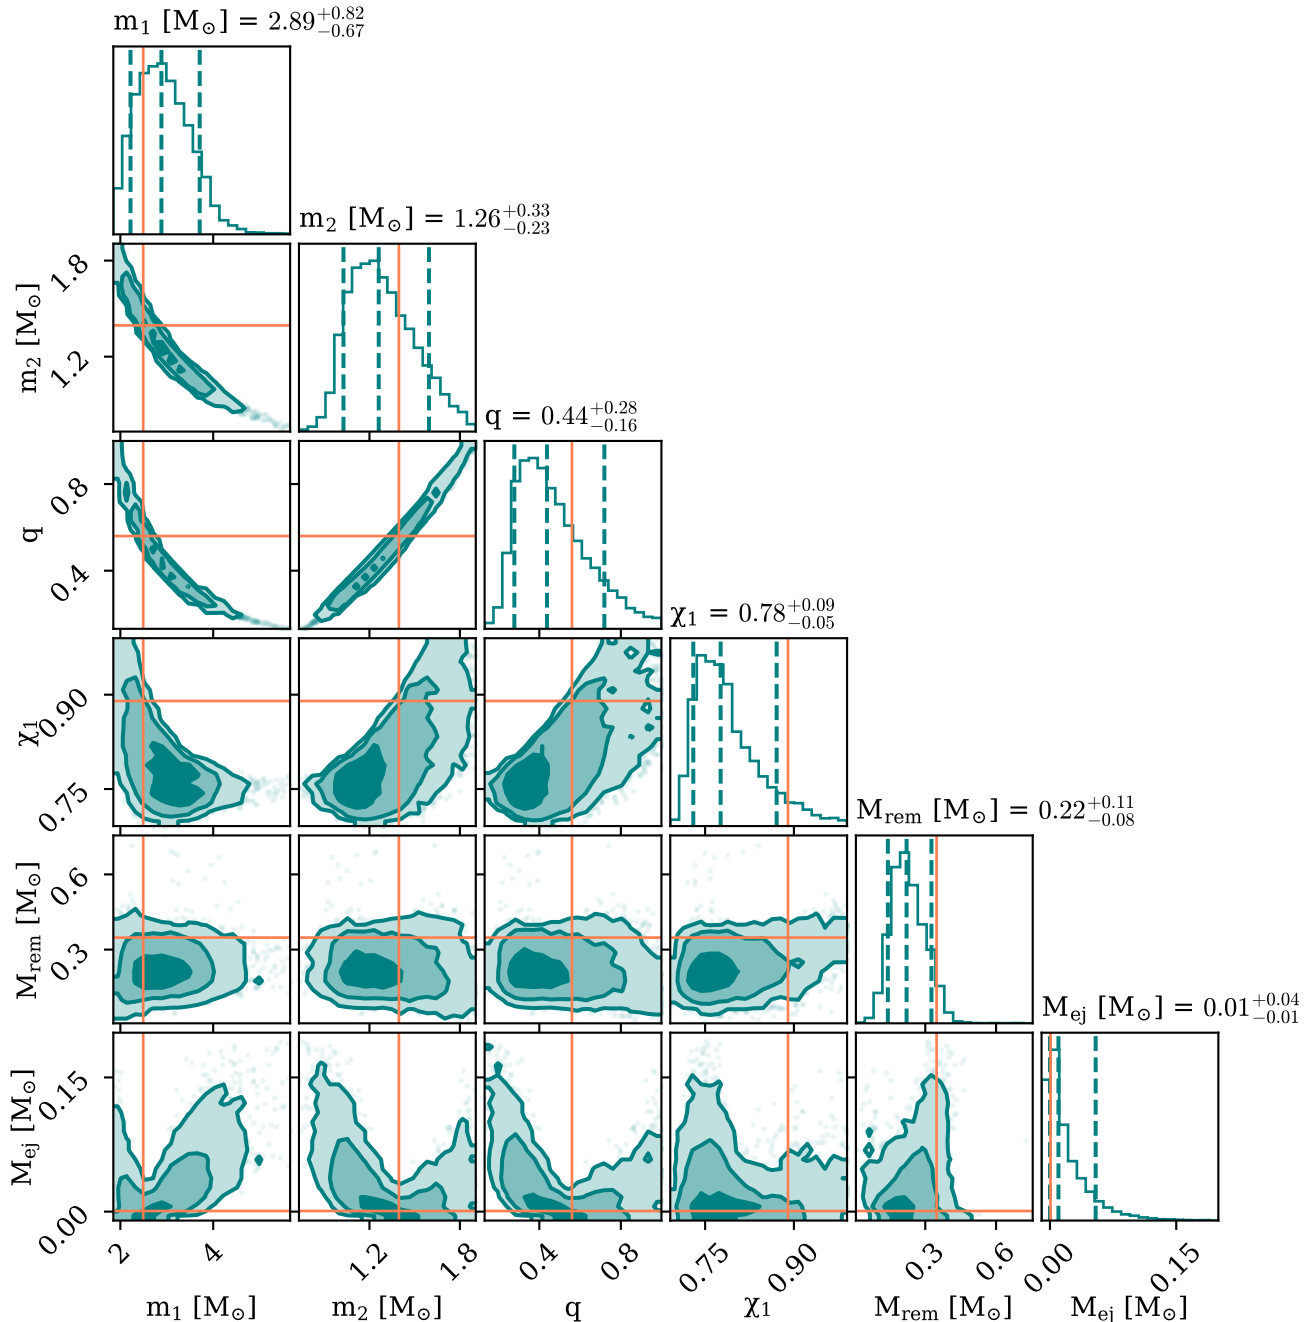 m₁ [M⊙] = 2.89⁺⁰·⁸²₋₀.₆₇
m₂ [M⊙] = 1.26⁺⁰·³³₋₀.₂₃
1.8
1.2
m₂ [M⊙]
q = 0.44⁺⁰·²⁸₋₀.₁₆
0.8
0.4
q
χ₁ = 0.78⁺⁰·⁰⁹₋₀.₀₅
0.90
0.75
χ₁
M_rem [M⊙] = 0.22⁺⁰·¹¹₋₀.₀₈
0.6
0.3
M_rem [M⊙]
M_ej [M⊙] = 0.01⁺⁰·⁰⁴₋₀.₀₁
0.15
0.00
M_ej [M⊙]
2 4 1.2 1.8 0.4 0.8 0.75 0.90 0.3 0.6 0.00 0.15
m₁ [M⊙] m₂ [M⊙] q χ₁ M_rem [M⊙] M_ej [M⊙]